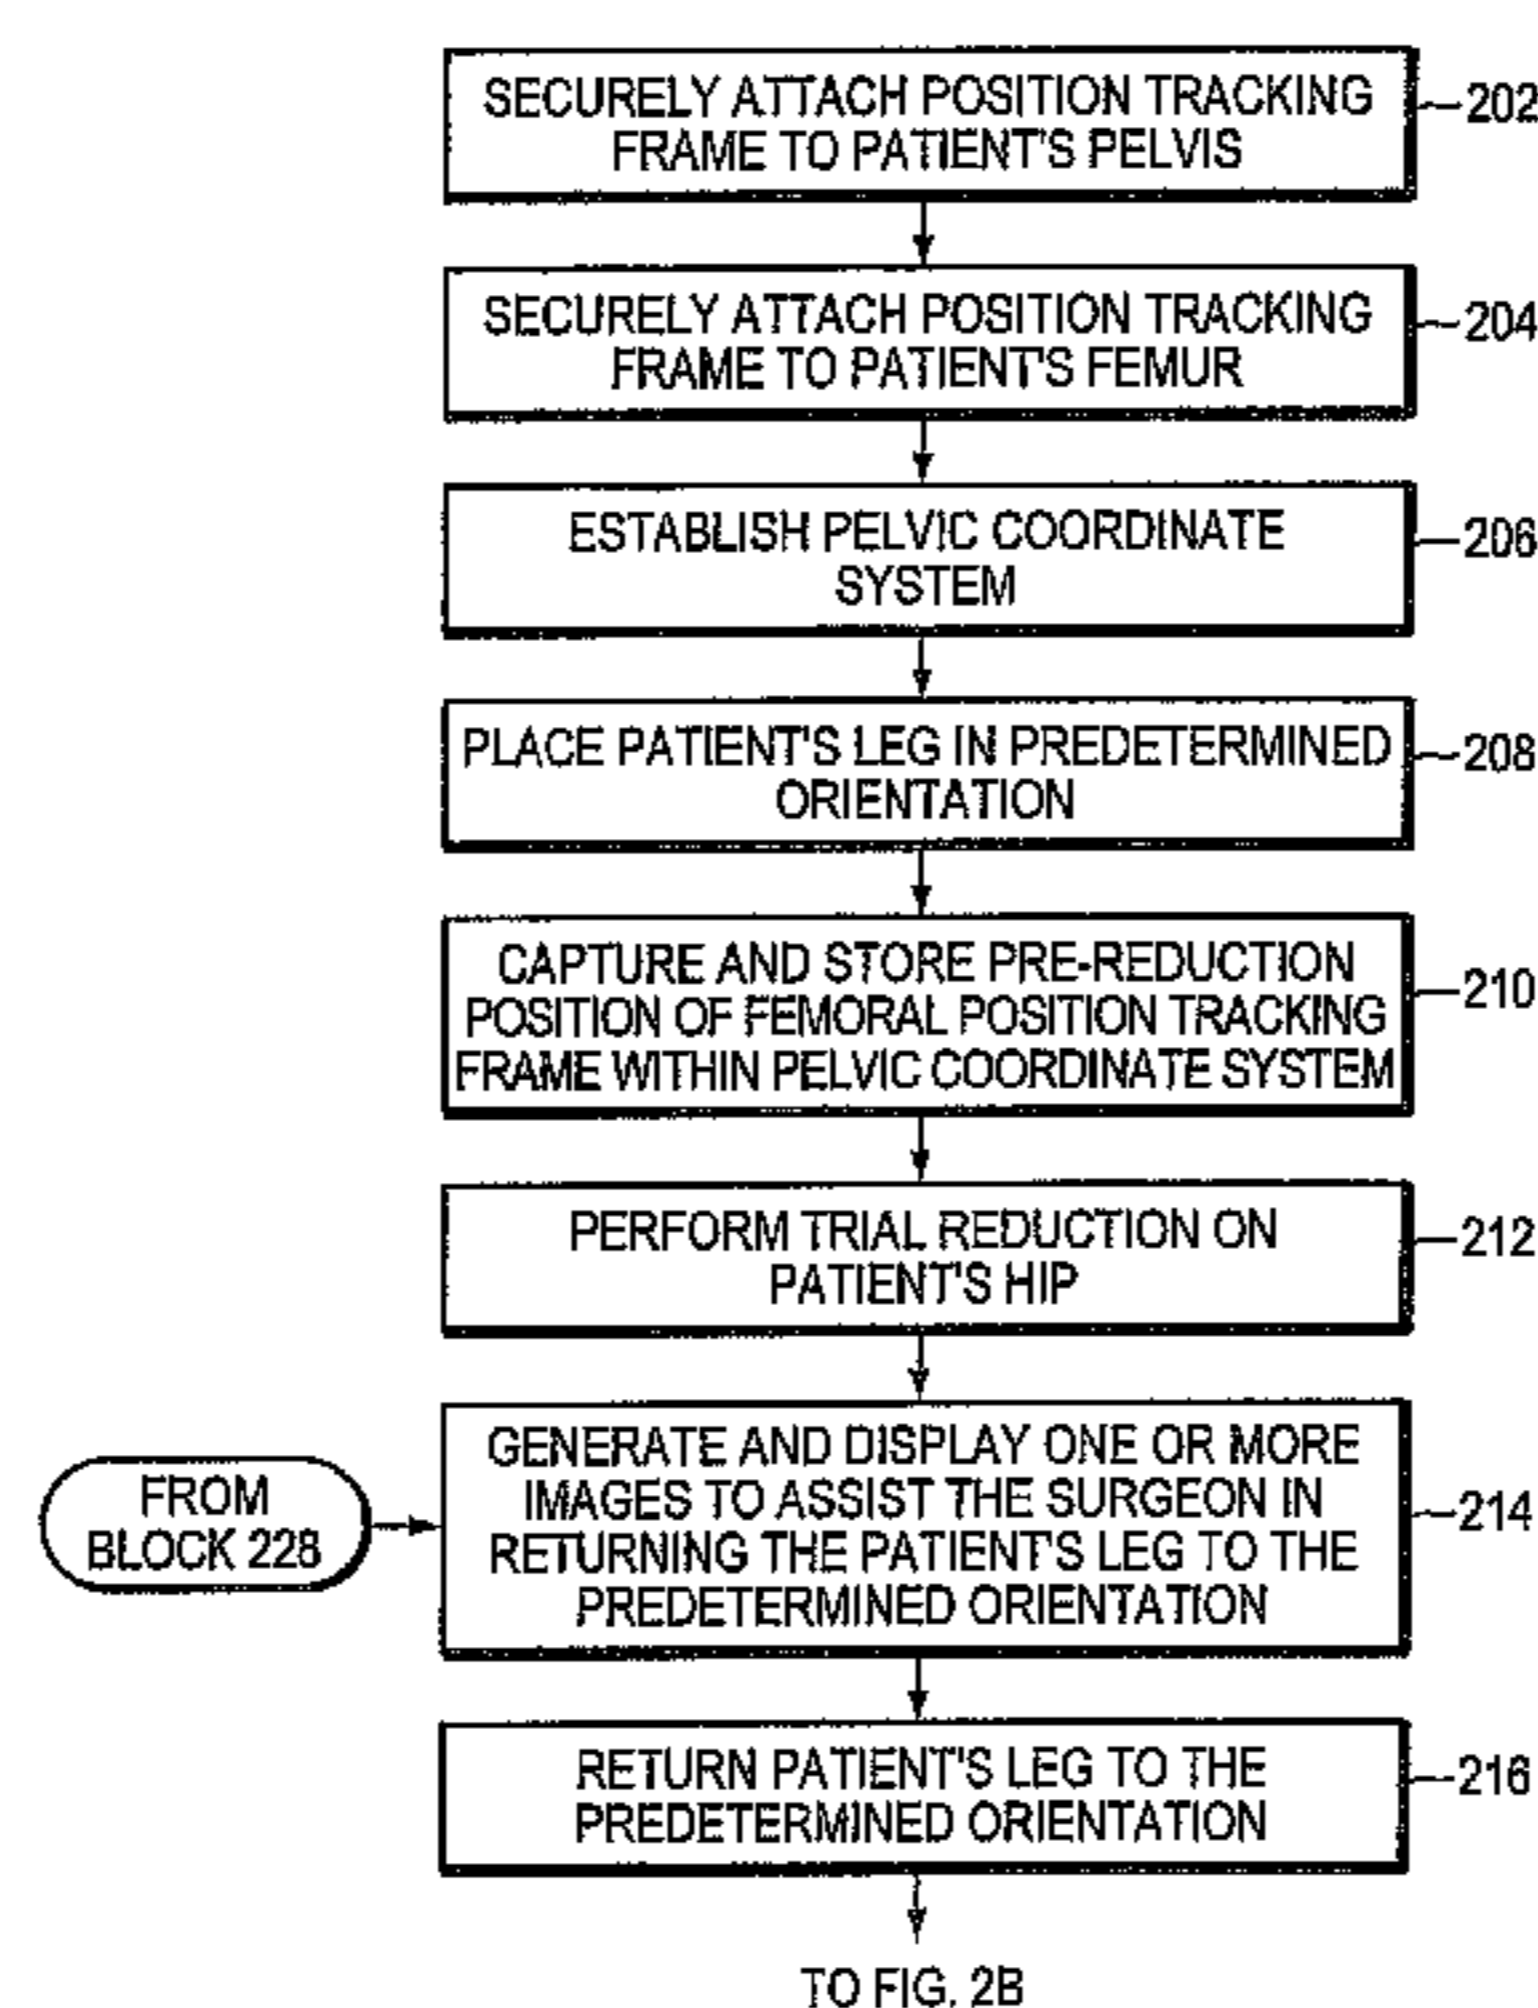 SECURELY ATTACH POSITION TRACKING
FRAME TO PATIENT'S PELVIS
202
SECURELY ATTACH POSITION TRACKING
FRAME TO PATIENT'S FEMUR
204
ESTABLISH PELVIC COORDINATE
SYSTEM
206
PLACE PATIENT'S LEG IN PREDETERMINED
ORIENTATION
208
CAPTURE AND STORE PRE-REDUCTION
POSITION OF FEMORAL POSITION TRACKING
FRAME WITHIN PELVIC COORDINATE SYSTEM
210
PERFORM TRIAL REDUCTION ON
PATIENT'S HIP
212
FROM
BLOCK 228
GENERATE AND DISPLAY ONE OR MORE
IMAGES TO ASSIST THE SURGEON IN
RETURNING THE PATIENT'S LEG TO THE
PREDETERMINED ORIENTATION
214
RETURN PATIENT'S LEG TO THE
PREDETERMINED ORIENTATION
216
TO FIG. 2B